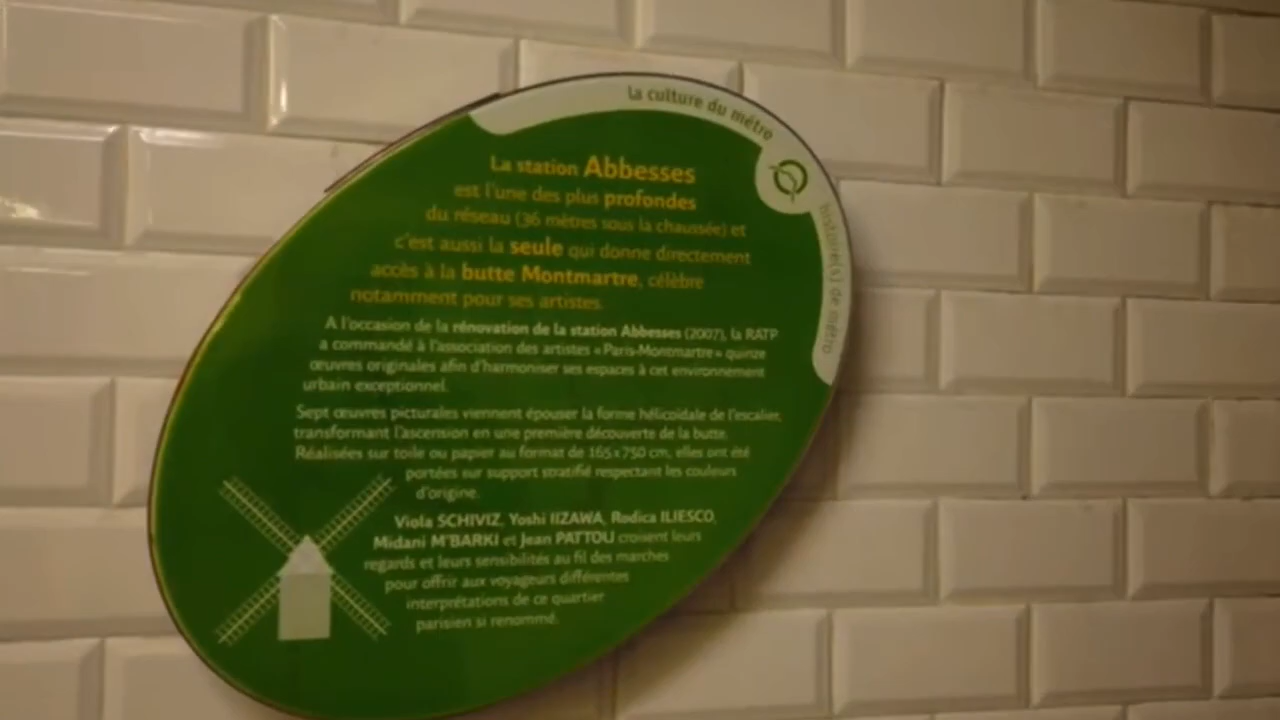 la culture du métro
histoire(s) de métro
La station Abbesses
est l'une des plus profondes
du réseau (36 mètres sous la chaussée) et
c'est aussi la seule qui donne directement
accès à la butte Montmartre, célèbre
notamment pour ses artistes.
A l'occasion de la rénovation de la station Abbesses (2007), la RATP
a commandé à l'association des artistes « Paris-Montmartre » quinze
œuvres originales afin d'harmoniser ses espaces à cet environnement
urbain exceptionnel.
Sept œuvres picturales viennent épouser la forme hélicoïdale de l'escalier,
transformant l'ascension en une première découverte de la butte.
Réalisées sur toile ou papier au format de 165x750 cm, elles ont été
portées sur support stratifié respectant les couleurs
d'origine.
Viola SCHIVIZ, Yoshi IIZAWA, Rodica ILIESCO,
Midani M'BARKI et Jean PATTOU croisent leurs
regards et leurs sensibilités au fil des marches
pour offrir aux voyageurs différentes
interprétations de ce quartier
parisien si renommé.